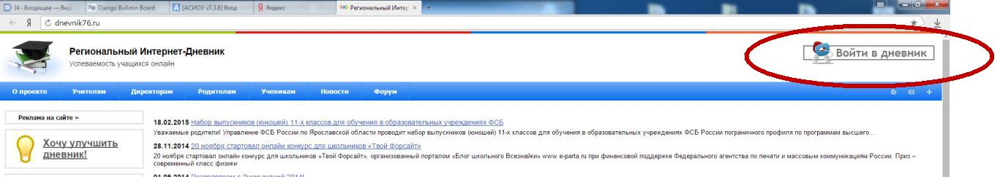 34 · Входящие — Янд
Django Bulletin Board
[АСИОУ v7.3.6] Вход
Яндекс
Региональный Интер
dnevnik76.ru
Региональный Интернет-Дневник
Успеваемость учащихся онлайн
Войти в дневник
О проекте Учителям Директорам Родителям Ученикам Новости Форум
Реклама на сайте »
Хочу улучшить
дневник!
18.02.2015 Набор выпускников (юношей) 11-х классов для обучения в образовательных учреждениях ФСБ
Уважаемые родители! Управление ФСБ России по Ярославской области проводит набор выпускников (юношей) 11-х классов для обучения в образовательных учреждениях ФСБ России пограничного профиля по программам высшего...
28.11.2014 20 ноября стартовал онлайн конкурс для школьников «Твой Форсайт»
20 ноября стартовал онлайн конкурс для школьников «Твой Форсайт», организованный порталом «Блог школьного Всезнайки» www.e-parta.ru при финансовой поддержке Федерального агентства по печати и массовым коммуникациям России. Приз –
современный класс физики
01.09.2014 Поздравляем с Днем знаний 2014!